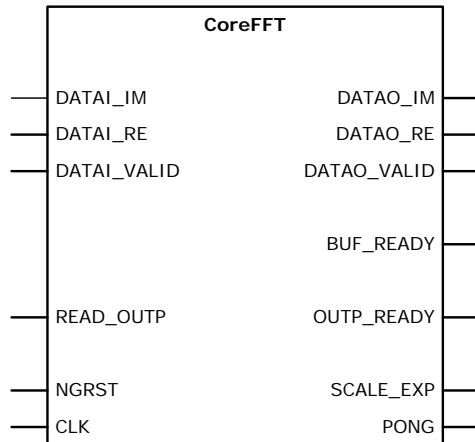 CoreFFT
DATAI_IM DATAO_IM
DATAI_RE DATAO_RE
DATAI_VALID DATAO_VALID
BUF_READY
READ_OUTP OUTP_READY
NGRST SCALE_EXP
CLK PONG